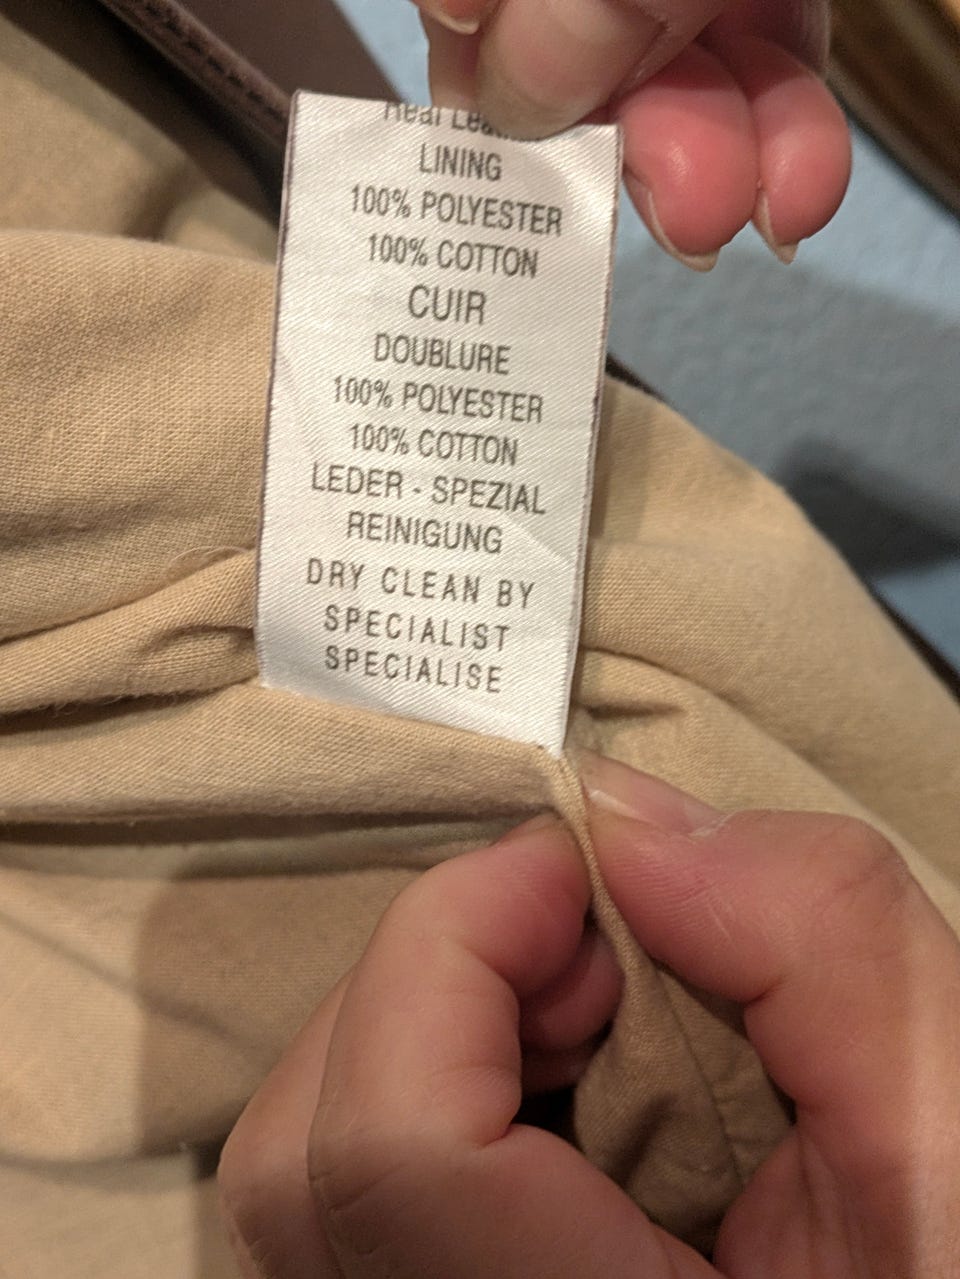 Real
LINING
100% POLYESTER
100% COTTON
CUIR
DOUBLURE
100% POLYESTER
100% COTTON
LEDER - SPEZIAL
REINIGUNG
DRY CLEAN BY
SPECIALIST
SPECIALISE